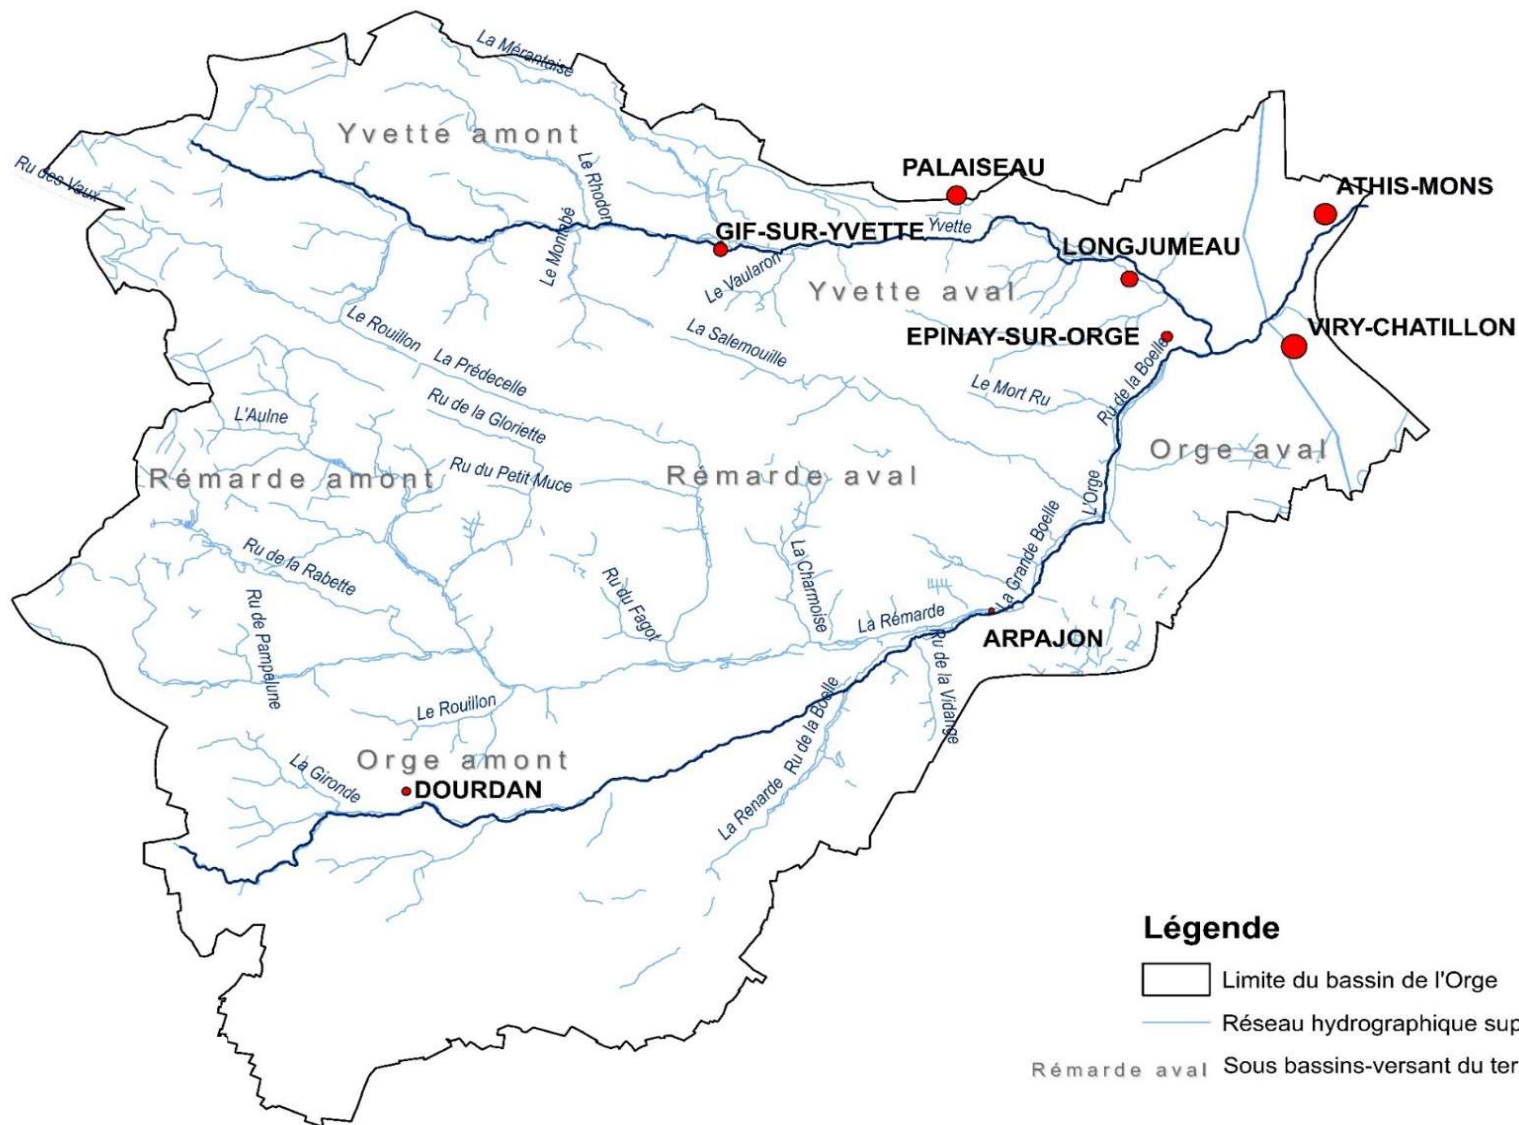 La Mérantaise
Yvette amont
Ru des Vaux
Le Rhodon
PALAISEAU
ATHIS-MONS
Le Montabé
GIF-SUR-YVETTE
Yvette
LONGJUMEAU
Le Vaularon
Yvette aval
Le Rouillon
La Salemouille
EPINAY-SUR-ORGE
VIRY-CHATILLON
La Prédecelle
Ru de la Boelle
Le Mort Ru
L'Aulne
Ru de la Gloriette
Orge aval
Rémarde amont
Ru du Petit Muce
Rémarde aval
L'Orge
Ru de la Rabette
La Charmoise
La Grande Boelle
Ru de Pampelune
Ru du Fagot
La Rémarde
ARPAJON
Ru de la Vidange
Le Rouillon
Ru de la Boelle
Orge amont
La Gironde
DOURDAN
La Renarde
Légende
Limite du bassin de l'Orge
Réseau hydrographique sup
Rémarde aval Sous bassins-versant du ter